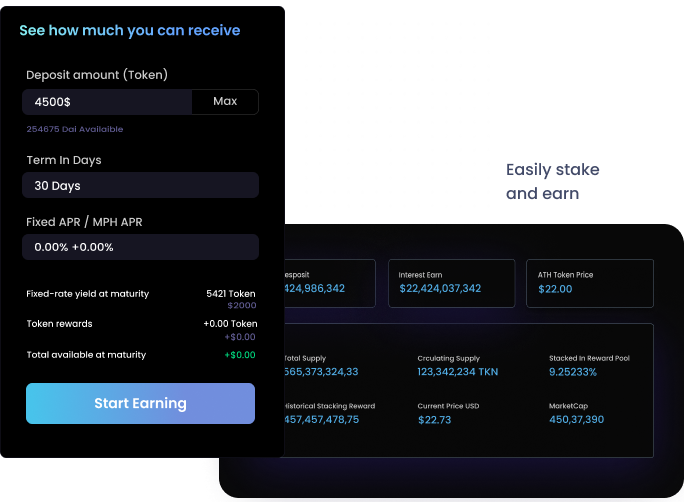 See how much you can receive
Deposit amount (Token)
4500$
Max
254675 Dai Availaible
Term In Days
30 Days
Fixed APR / MPH APR
0.00% +0.00%
Fixed-rate yield at maturity
5421 Token
$2000
Token rewards
+0.00 Token
+$0.00
Total available at maturity
+$0.00
Start Earning
Easily stake
and earn
esposit
424,986,342
Interest Earn
$22,424,037,342
ATH Token Price
$22.00
Total Supply
565,373,324,33
Crculating Supply
123,342,234 TKN
Stacked In Reward Pool
9.25233%
Historical Stacking Reward
457,457,478,75
Current Price USD
$22.73
MarketCap
450,37,390